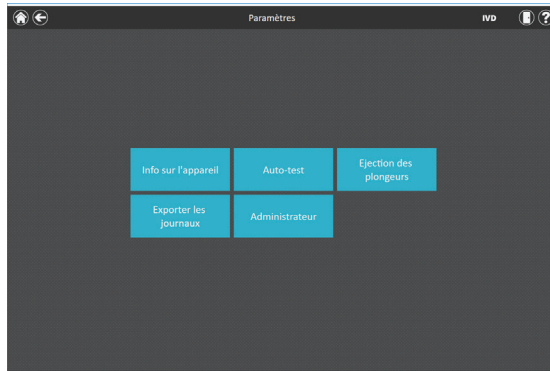 Paramètres
IVD
?
Info sur l'appareil
Auto-test
Ejection des
plongeurs
Exporter les
journaux
Administrateur